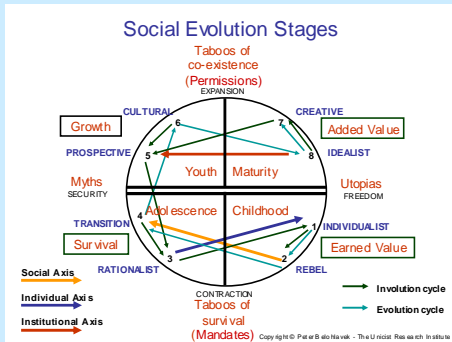 Social Evolution Stages
Taboos of
co-existence
(Permissions)
EXPANSION
CULTURAL
CREATIVE
6
7
Growth
Added Value
PROSPECTIVE
5
8
IDEALIST
Myths
SECURITY
Youth
Maturity
Utopias
FREEDOM
Adolescence
Childhood
TRANSITION
4
1
INDIVIDUALIST
Survival
Earned Value
3
2
RATIONALIST
REBEL
Social Axis
Individual Axis
Institutional Axis
CONTRACTION
Taboos of
survival
(Mandates)
Involution cycle
Evolution cycle
Copyright © Peter Belohlavek - The Unicist Research Institute